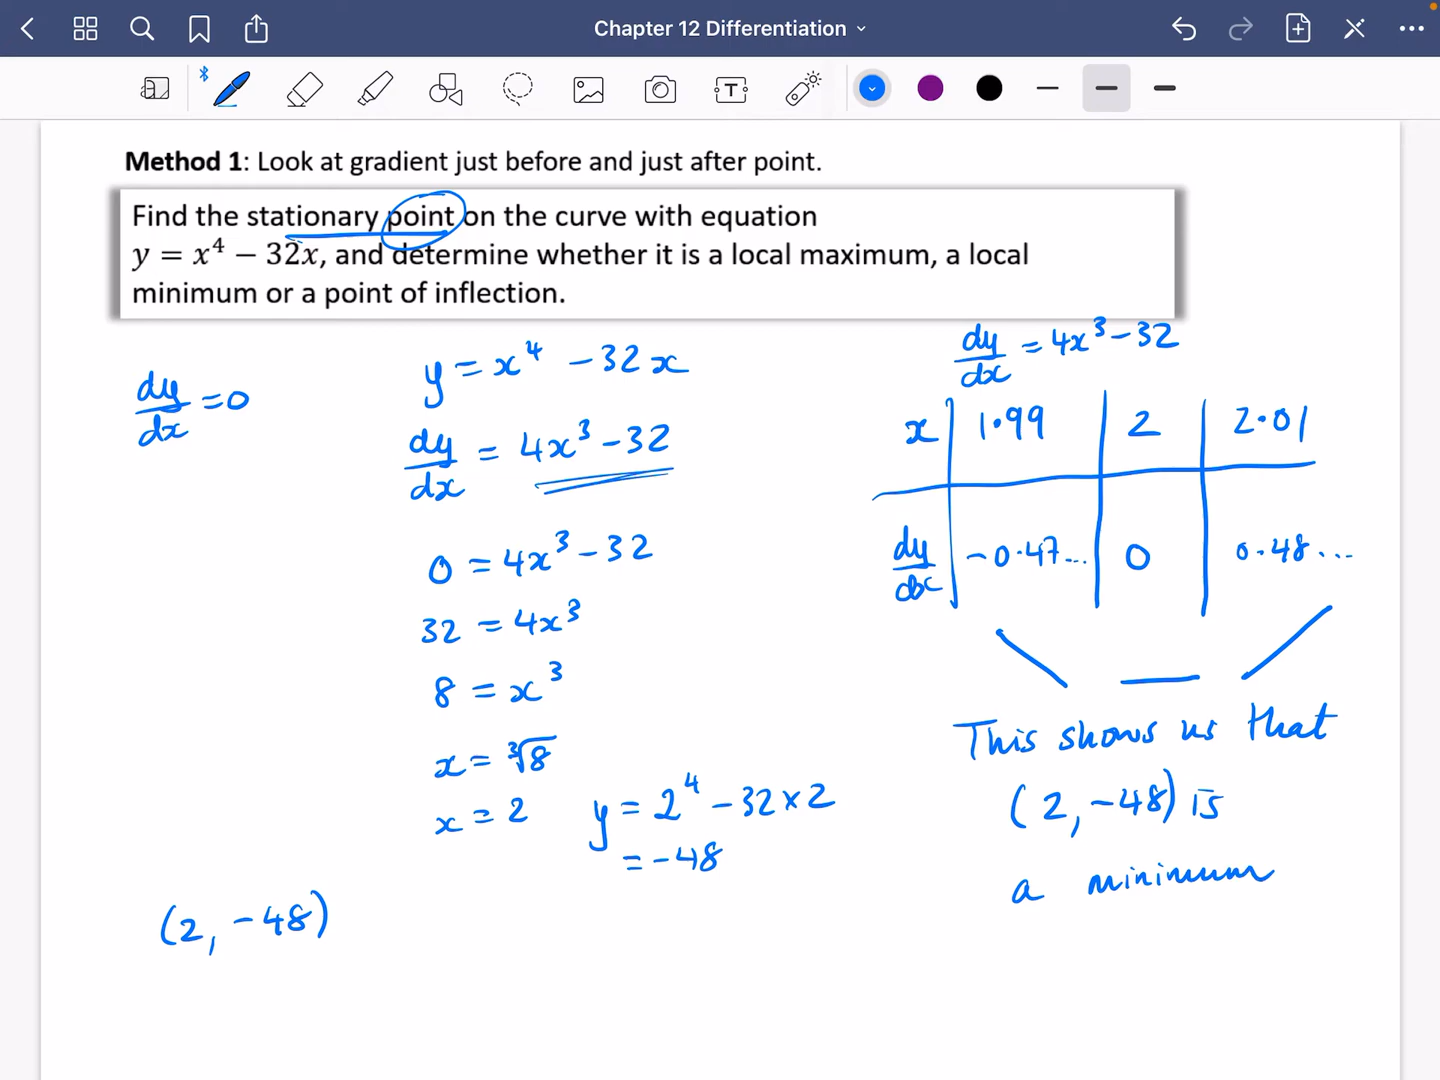 Chapter 12 Differentiation
Method 1: Look at gradient just before and just after point.
Find the stationary point on the curve with equation
y = x⁴ − 32x, and determine whether it is a local maximum, a local
minimum or a point of inflection.
dy/dx = 0
y = x⁴ − 32x
dy/dx = 4x³ − 32
0 = 4x³ − 32
32 = 4x³
8 = x³
x = ∛8
x = 2
y = 2⁴ − 32 × 2
= −48
(2, −48)
dy/dx = 4x³ − 32
x | 1·99 | 2 | 2·01
dy/dx | −0·47... | 0 | 0·48...
This shows us that
(2, −48) is
a minimum